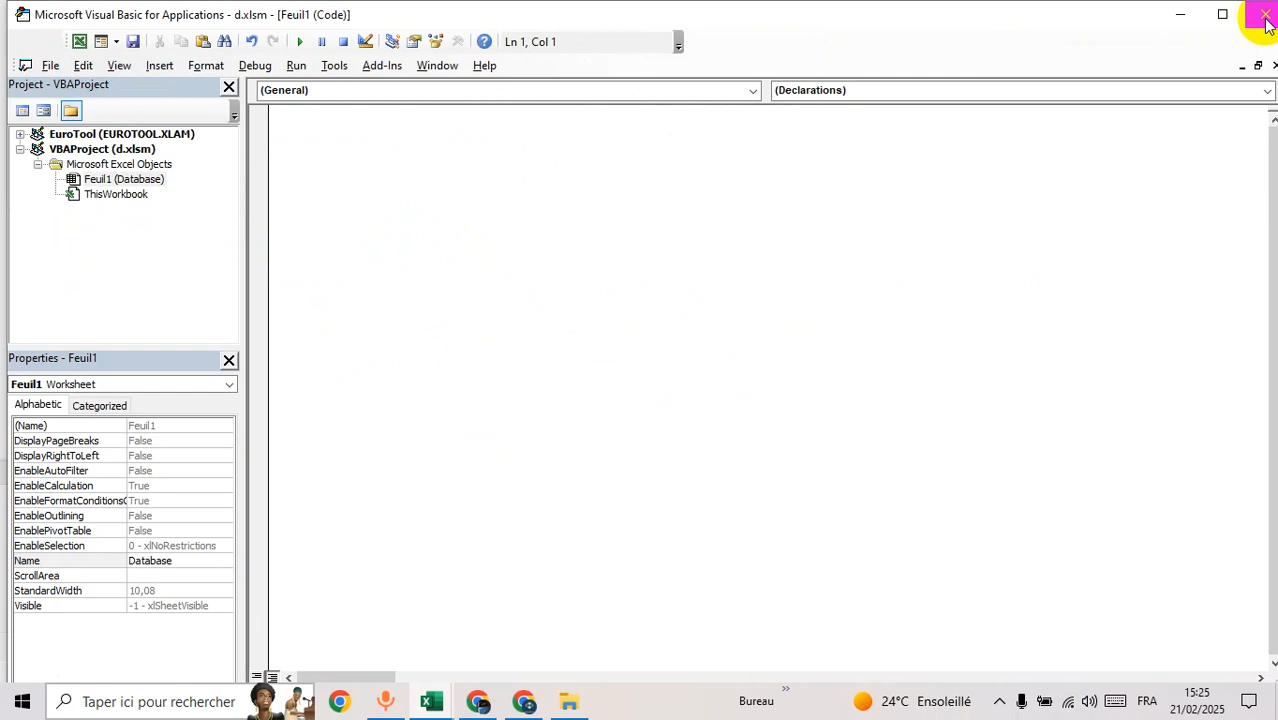 Microsoft Visual Basic for Applications - d.xlsm - [Feuil1 (Code)]
Ln 1, Col 1
File Edit View Insert Format Debug Run Tools Add-Ins Window Help
Project - VBAProject
(General)
(Declarations)
EuroTool (EUROTOOL.XLAM)
VBAProject (d.xlsm)
Microsoft Excel Objects
Feuil1 (Database)
ThisWorkbook
Properties - Feuil1
Feuil1 Worksheet
Alphabetic Categorized
(Name) Feuil1
DisplayPageBreaks False
DisplayRightToLeft False
EnableAutoFilter False
EnableCalculation True
EnableFormatConditionsC True
EnableOutlining False
EnablePivotTable False
EnableSelection 0 - xlNoRestrictions
Name Database
ScrollArea
StandardWidth 10,08
Visible -1 - xlSheetVisible
Taper ici pour rechercher
Bureau
24°C Ensoleillé
FRA
15:25
21/02/2025